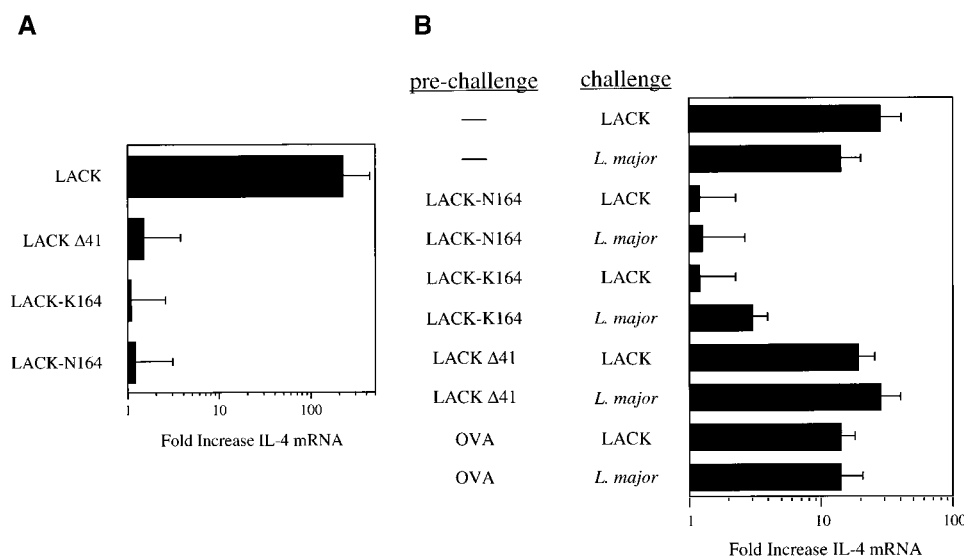 A
LACK
LACK Δ41
LACK-K164
LACK-N164
1 10 100
Fold Increase IL-4 mRNA
B
pre-challenge challenge
— LACK
— L. major
LACK-N164 LACK
LACK-N164 L. major
LACK-K164 LACK
LACK-K164 L. major
LACK Δ41 LACK
LACK Δ41 L. major
OVA LACK
OVA L. major
1 10 100
Fold Increase IL-4 mRNA